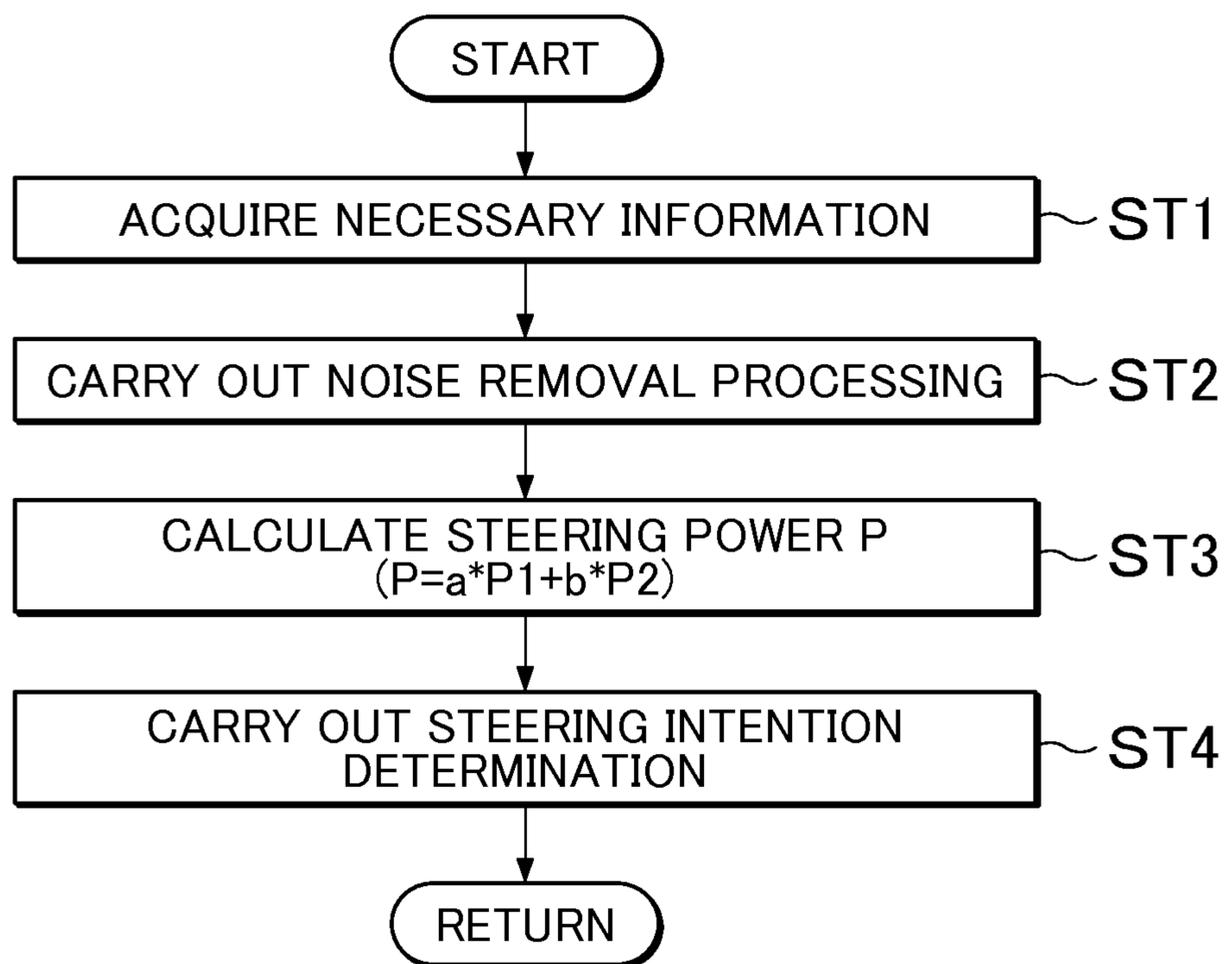 START
ACQUIRE NECESSARY INFORMATION
ST1
CARRY OUT NOISE REMOVAL PROCESSING
ST2
CALCULATE STEERING POWER P
(P=a*P1+b*P2)
ST3
CARRY OUT STEERING INTENTION
DETERMINATION
ST4
RETURN